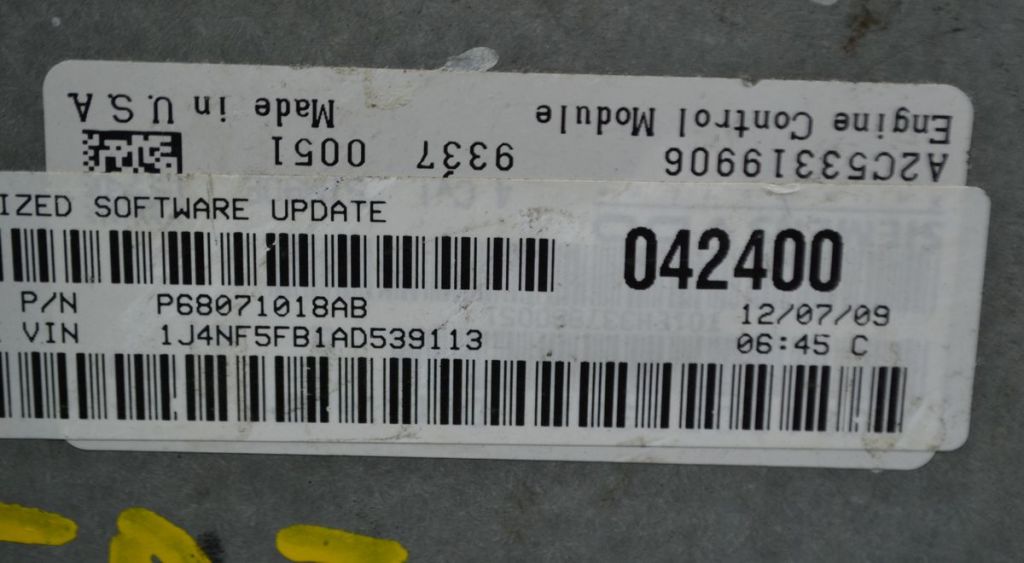 A2C53319906 9337 0051
Engine Control Module Made in U.S.A
IZED SOFTWARE UPDATE
042400
P/N P68071018AB 12/07/09
VIN 1J4NF5FB1AD539113 06:45 C